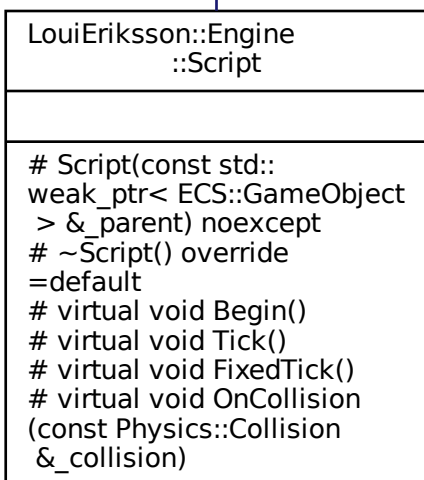 LouiEriksson::Engine
::Script
# Script(const std::
weak_ptr< ECS::GameObject
> &_parent) noexcept
# ~Script() override
=default
# virtual void Begin()
# virtual void Tick()
# virtual void FixedTick()
# virtual void OnCollision
(const Physics::Collision
&_collision)